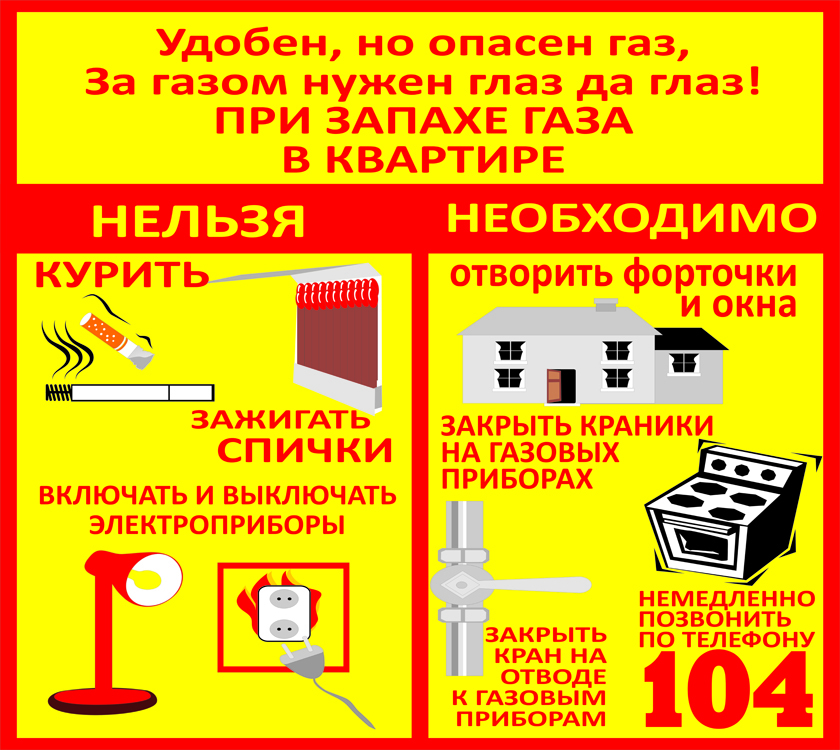 Удобен, но опасен газ,
За газом нужен глаз да глаз!
ПРИ ЗАПАХЕ ГАЗА
В КВАРТИРЕ
НЕЛЬЗЯ
КУРИТЬ
ЗАЖИГАТЬ
СПИЧКИ
ВКЛЮЧАТЬ И ВЫКЛЮЧАТЬ
ЭЛЕКТРОПРИБОРЫ
НЕОБХОДИМО
отворить форточки
и окна
ЗАКРЫТЬ КРАНИКИ
НА ГАЗОВЫХ
ПРИБОРАХ
ЗАКРЫТЬ
КРАН НА
ОТВОДЕ
К ГАЗОВЫМ
ПРИБОРАМ
НЕМЕДЛЕННО
ПОЗВОНИТЬ
ПО ТЕЛЕФОНУ
104